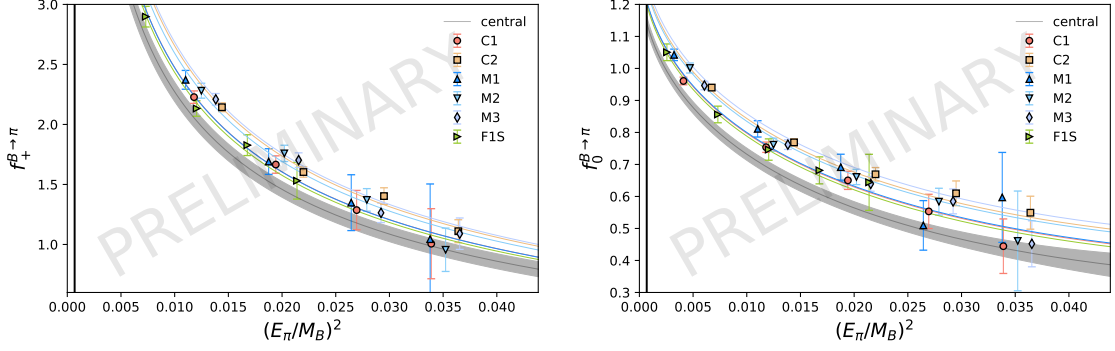 3.0
2.5
2.0
1.5
1.0
0.000
0.005
0.010
0.015
0.020
0.025
0.030
0.035
0.040
(E_π/M_B)^2
f_+^{B→π}
PRELIMINARY
central
C1
C2
M1
M2
M3
F1S
1.2
1.1
1.0
0.9
0.8
0.7
0.6
0.5
0.4
0.3
0.000
0.005
0.010
0.015
0.020
0.025
0.030
0.035
0.040
(E_π/M_B)^2
f_0^{B→π}
PRELIMINARY
central
C1
C2
M1
M2
M3
F1S